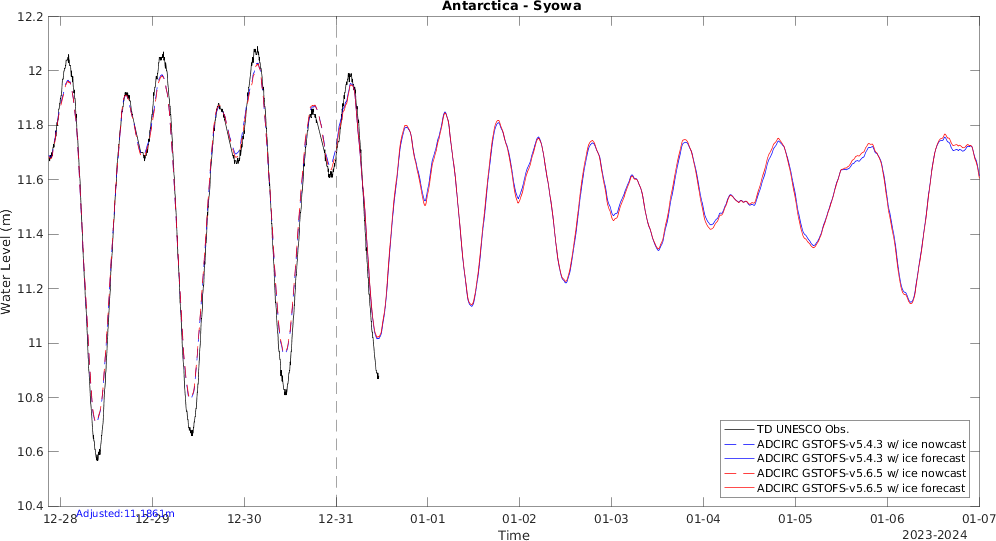 Antarctica - Syowa
12.2
12
11.8
11.6
11.4
11.2
11
10.8
10.6
10.4
Water Level (m)
TD UNESCO Obs.
ADCIRC GSTOFS-v5.4.3 w/ ice nowcast
ADCIRC GSTOFS-v5.4.3 w/ ice forecast
ADCIRC GSTOFS-v5.6.5 w/ ice nowcast
ADCIRC GSTOFS-v5.6.5 w/ ice forecast
Adjusted:11.1861m
12-28 12-29 12-30 12-31 01-01 01-02 01-03 01-04 01-05 01-06 01-07
Time
2023-2024